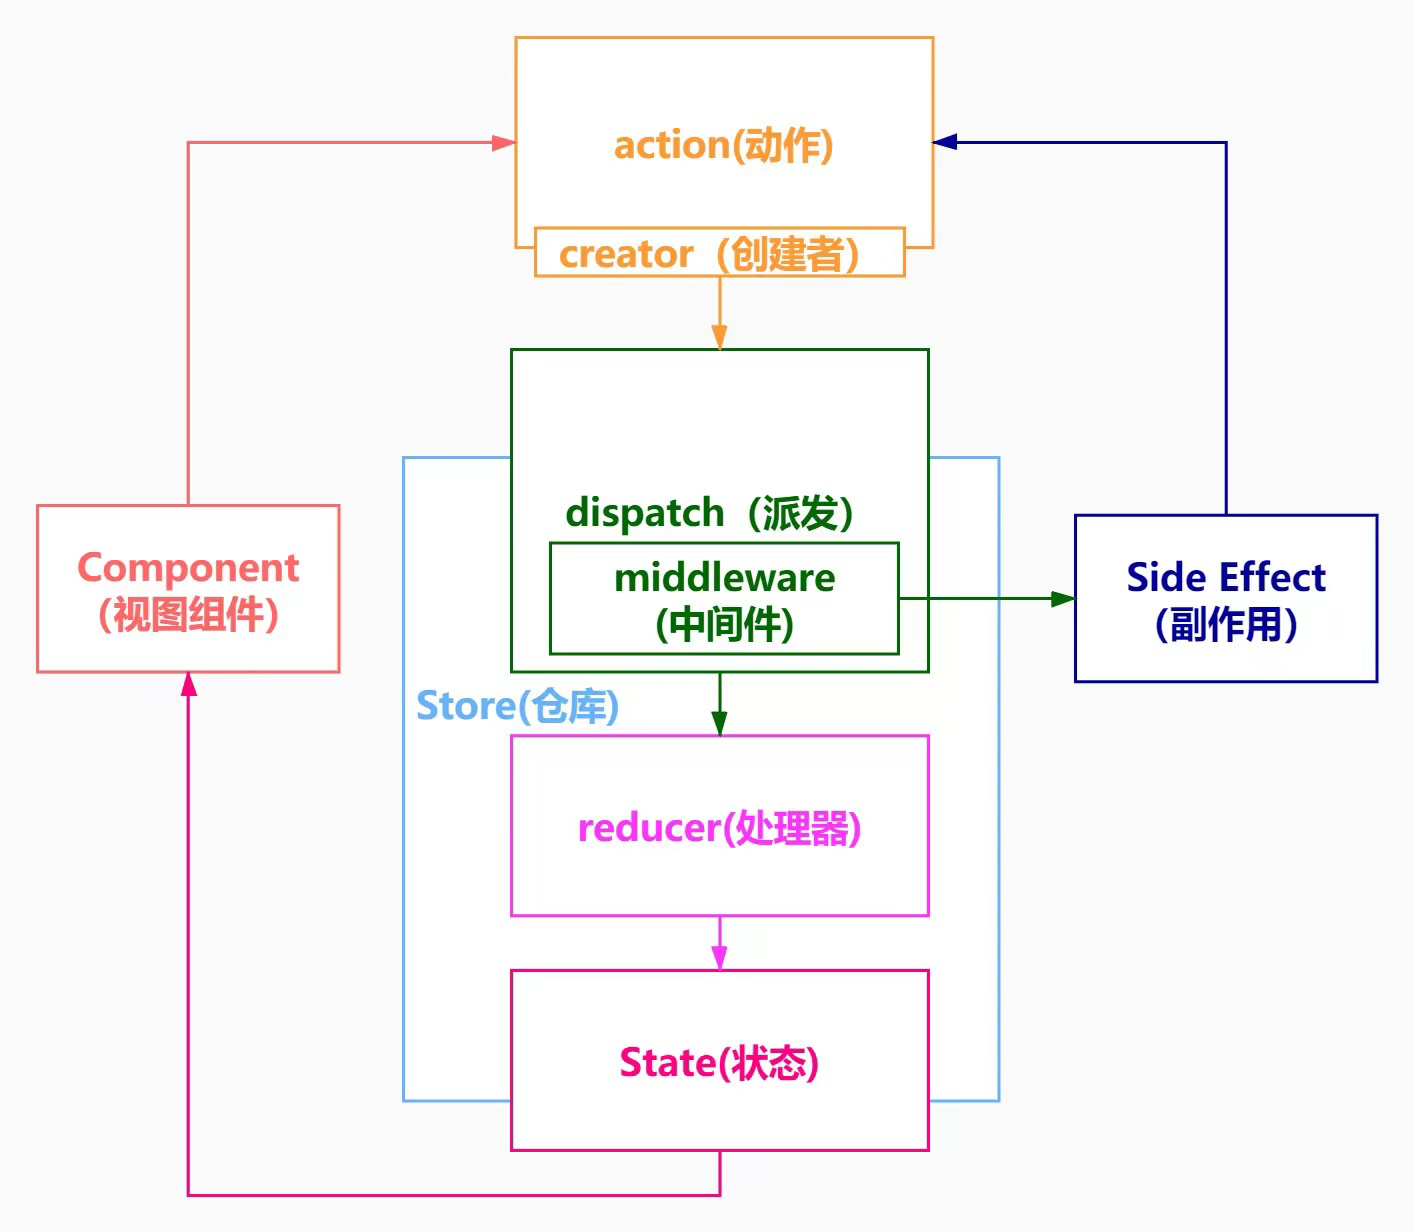 action(动作)
creator（创建者）
dispatch（派发）
middleware
(中间件)
Component
(视图组件)
Side Effect
(副作用)
Store(仓库)
reducer(处理器)
State(状态)